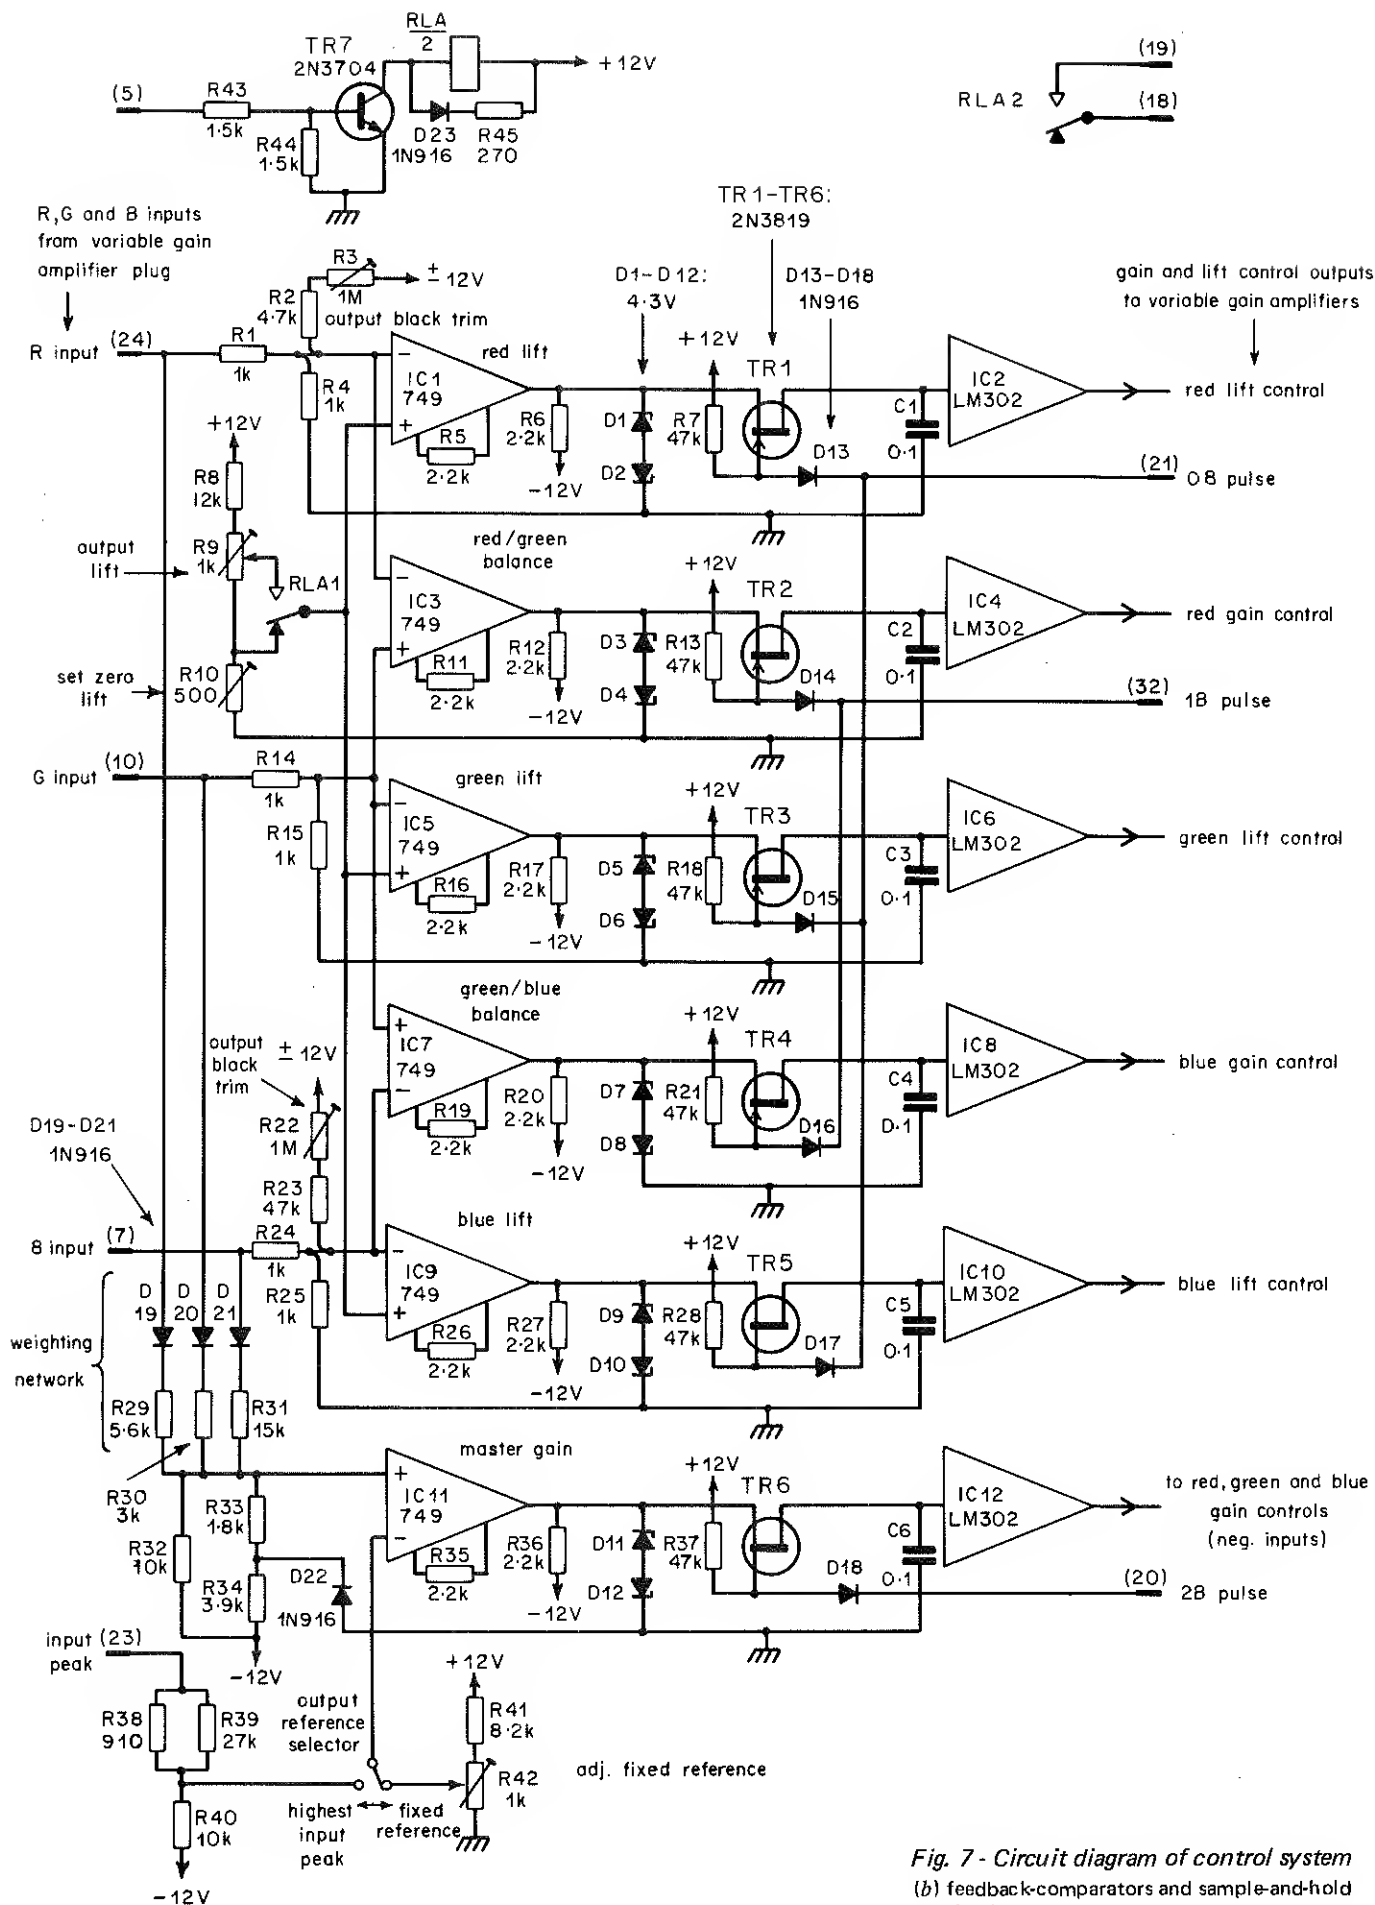 RLA
2
TR7
2N3704
+12V
(5)
R43
1·5k
R44
1·5k
D23
1N916
R45
270
(19)
RLA2
(18)
R,G and B inputs
from variable gain
amplifier plug
TR1-TR6:
2N3819
D1-D12:
4·3V
D13-D18
1N916
gain and lift control outputs
to variable gain amplifiers
R3
1M
± 12V
R2
4·7k
output black trim
R input
(24)
R1
1k
R4
1k
IC1
749
red lift
R5
2·2k
R6
2·2k
-12V
D1
D2
+12V
R7
47k
TR1
D13
C1
0·1
IC2
LM302
red lift control
(21)
08 pulse
+12V
R8
12k
output
lift
R9
1k
RLA1
set zero
lift
R10
500
red/green
balance
IC3
749
R11
2·2k
R12
2·2k
-12V
D3
D4
+12V
R13
47k
TR2
D14
C2
0·1
IC4
LM302
red gain control
(32)
18 pulse
G input
(10)
R14
1k
R15
1k
green iift
IC5
749
R16
2·2k
R17
2·2k
-12V
D5
D6
+12V
R18
47k
TR3
D15
C3
0·1
IC6
LM302
green lift control
green/blue
balance
output
black
trim
± 12V
R22
1M
R23
47k
IC7
749
R19
2·2k
R20
2·2k
-12V
D7
D8
+12V
R21
47k
TR4
D16
C4
D·1
IC8
LM302
blue gain cantral
D19-D21
1N916
8 input
(7)
R24
1k
R25
1k
blue lift
IC9
749
R26
2·2k
R27
2·2k
-12V
D9
D10
+12V
R28
47k
TR5
D17
C5
0·1
IC10
LM302
blue lift cantral
weighting
network
D
19
D
20
D
21
R29
5·6k
R31
15k
R30
3k
R33
1·8k
R32
10k
R34
3·9k
-12V
D22
1N916
master gain
IC11
749
R35
2·2k
R36
2·2k
-12V
D11
D12
+12V
R37
47k
TR6
D18
C6
0·1
IC12
LM302
to red, green and blue
gain controls
(neg. inputs)
(20)
28 pulse
input
peak
(23)
R38
910
R39
27k
R40
10k
-12V
output
reference
selector
highest
input
peak
fixed
reference
+12V
R41
8·2k
R42
1k
adj. fixed reference
Fig. 7 - Circuit diagram of control system
(b) feedback-comparators and sample-and-hold